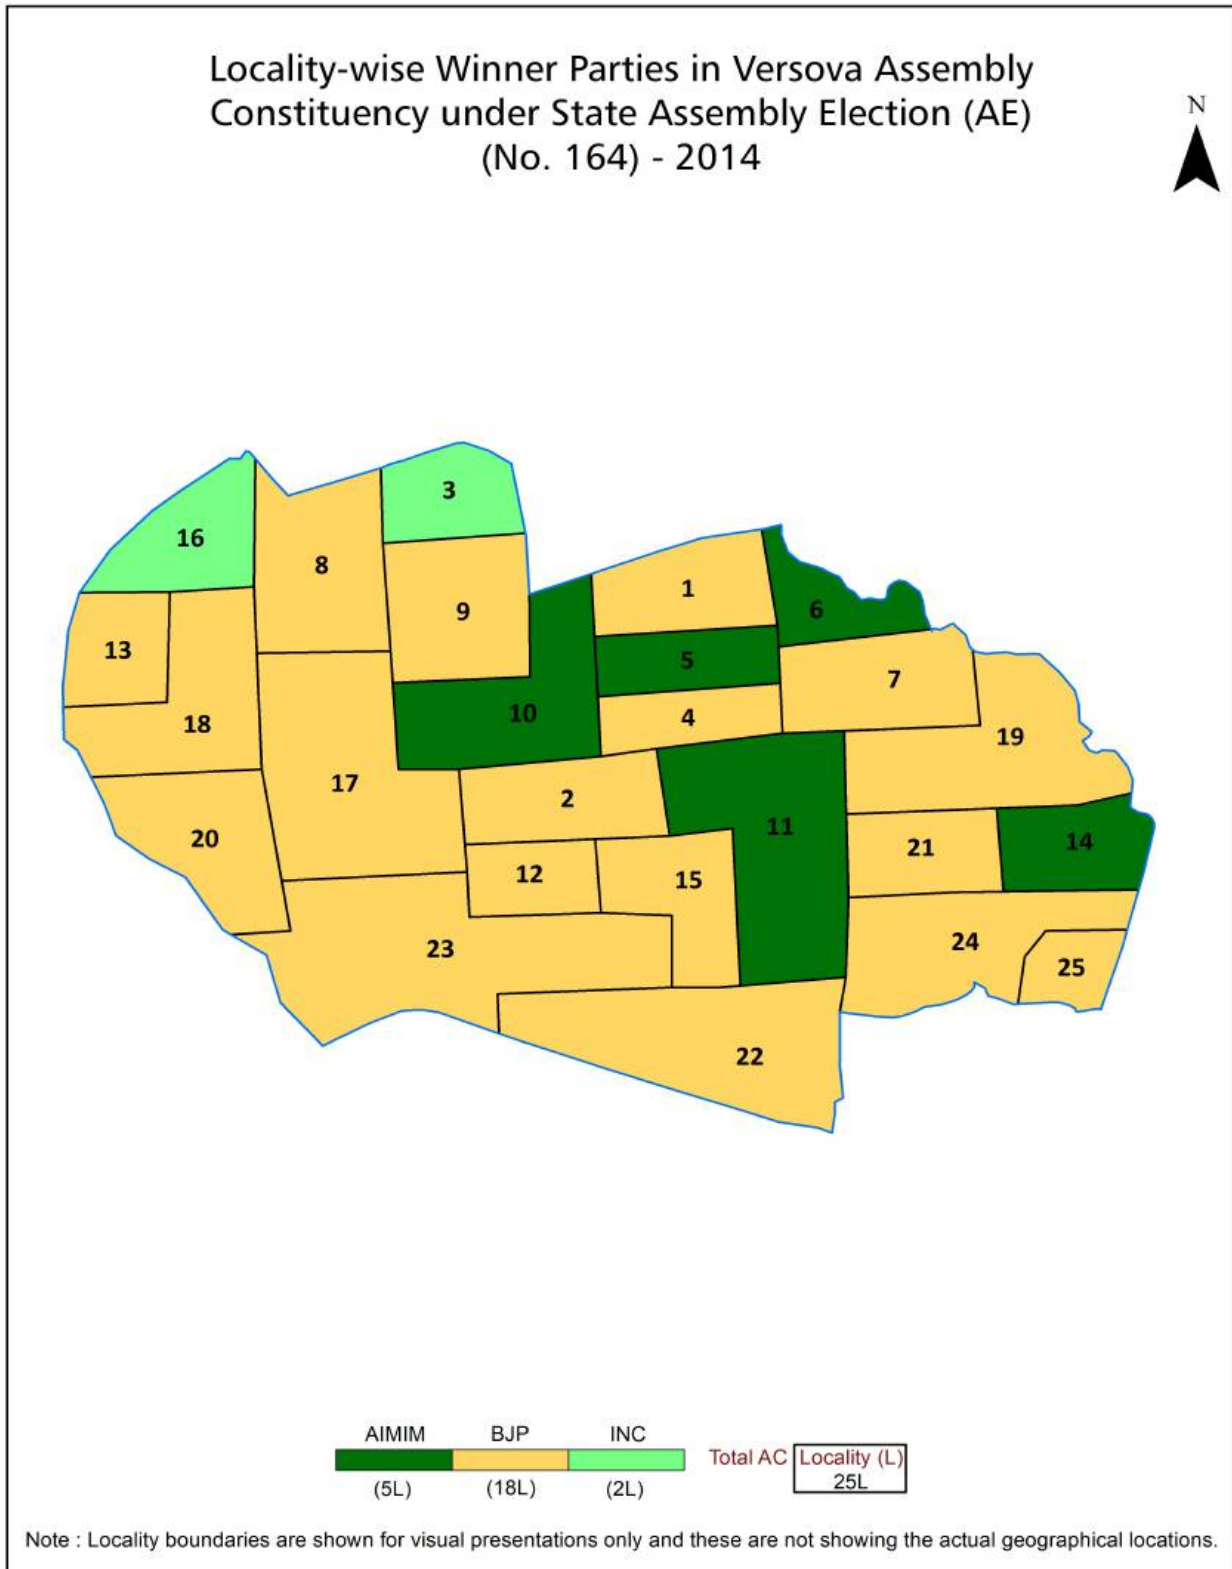 Locality-wise Winner Parties in Versova Assembly
Constituency under State Assembly Election (AE)
(No. 164) - 2014
N
3
16
8
1
9
6
13
5
7
10
4
18
19
17
2
11
20
14
21
12
15
24
23
25
22
AIMIM BJP INC
(5L) (18L) (2L)
Total AC Locality (L)
25L
Note : Locality boundaries are shown for visual presentations only and these are not showing the actual geographical locations.